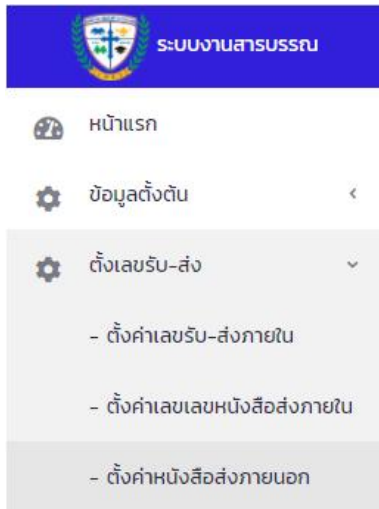 ระบบงานสารบรรณ
หน้าแรก
ข้อมูลตั้งต้น
ตั้งเลขรับ-ส่ง
- ตั้งค่าเลขรับ-ส่งภายใน
- ตั้งค่าเลขเลขหนังสือส่งภายใน
- ตั้งค่าหนังสือส่งภายนอก